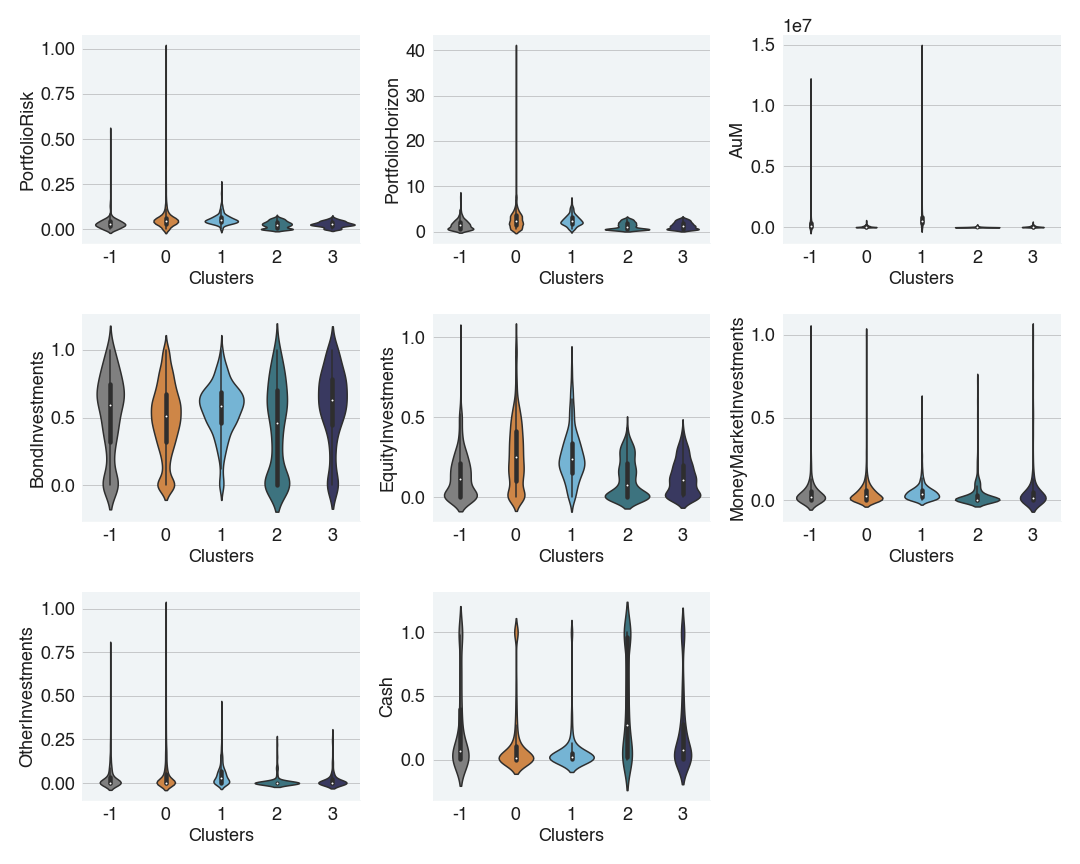 PortfolioRisk
1.00
0.75
0.50
0.25
0.00
-1 0 1 2 3
Clusters
PortfolioHorizon
40
30
20
10
0
-1 0 1 2 3
Clusters
1e7
AuM
1.5
1.0
0.5
0.0
-1 0 1 2 3
Clusters
BondInvestments
1.0
0.5
0.0
-1 0 1 2 3
Clusters
EquityInvestments
1.0
0.5
0.0
-1 0 1 2 3
Clusters
MoneyMarketInvestments
1.0
0.5
0.0
-1 0 1 2 3
Clusters
OtherInvestments
1.00
0.75
0.50
0.25
0.00
-1 0 1 2 3
Clusters
Cash
1.0
0.5
0.0
-1 0 1 2 3
Clusters